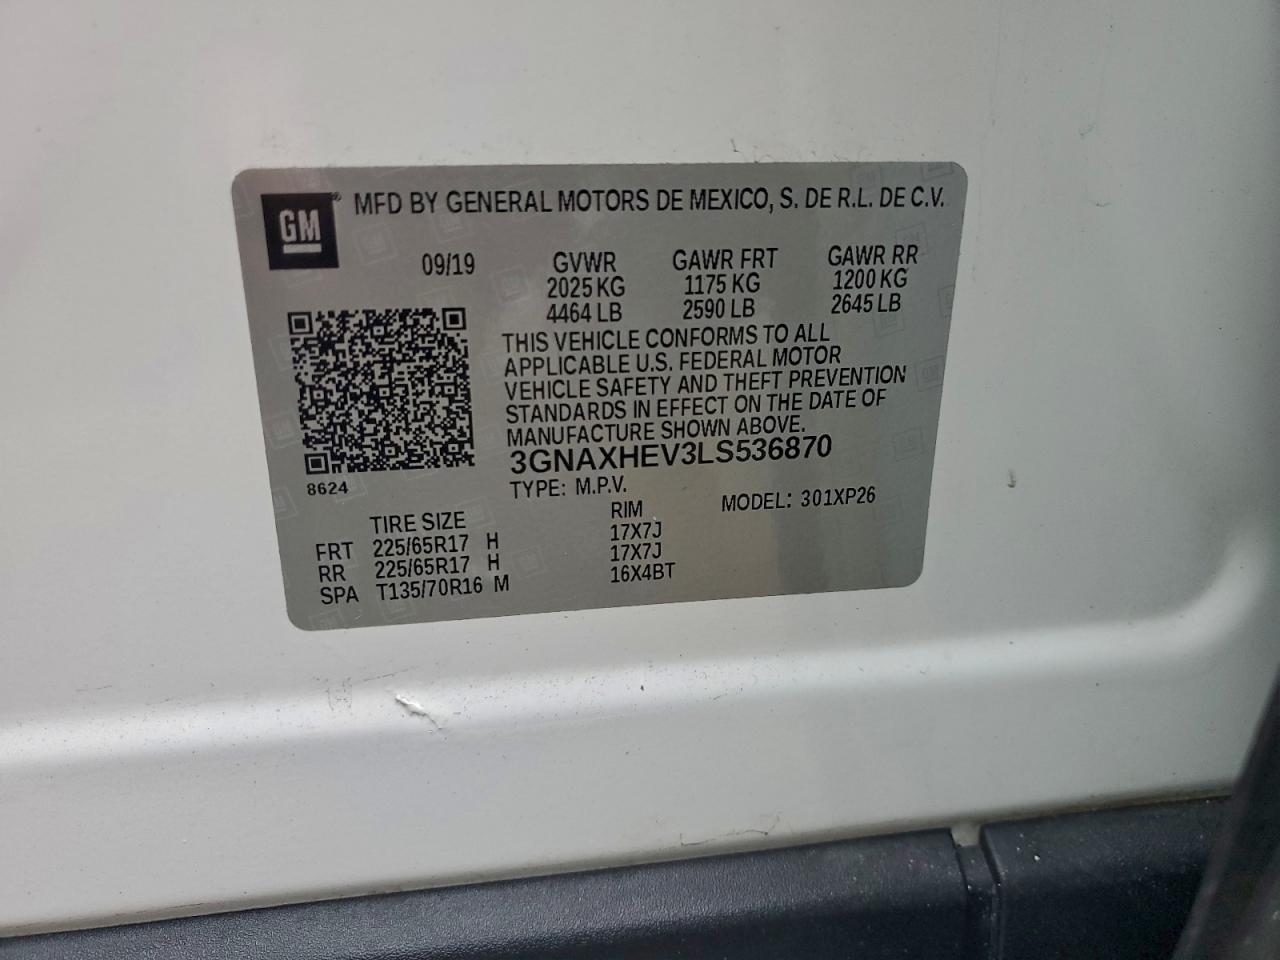 GM® MFD BY GENERAL MOTORS DE MEXICO, S. DE R.L. DE C.V.
09/19 GVWR GAWR FRT GAWR RR
2025 KG 1175 KG 1200 KG
4464 LB 2590 LB 2645 LB
THIS VEHICLE CONFORMS TO ALL
APPLICABLE U.S. FEDERAL MOTOR
VEHICLE SAFETY AND THEFT PREVENTION
STANDARDS IN EFFECT ON THE DATE OF
MANUFACTURE SHOWN ABOVE.
3GNAXHEV3LS536870
8624 TYPE: M.P.V. MODEL: 301XP26
TIRE SIZE RIM
FRT 225/65R17 H 17X7J
RR 225/65R17 H 17X7J
SPA T135/70R16 M 16X4BT